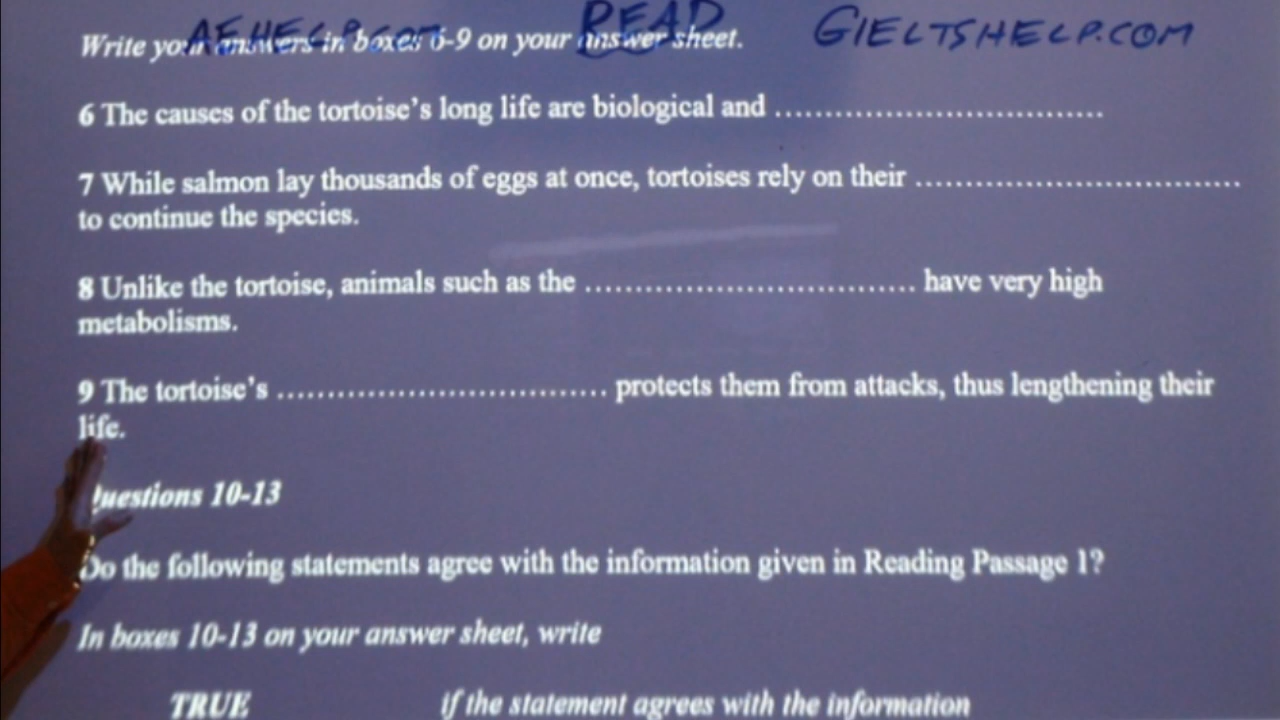 AEHELP.COM READ GIELTSHELP.COM
Write your answers in boxes 6-9 on your answer sheet.
6 The causes of the tortoise's long life are biological and ................................
7 While salmon lay thousands of eggs at once, tortoises rely on their ................................
to continue the species.
8 Unlike the tortoise, animals such as the ................................ have very high
metabolisms.
9 The tortoise's ................................ protects them from attacks, thus lengthening their
life.
Questions 10-13
Do the following statements agree with the information given in Reading Passage 1?
In boxes 10-13 on your answer sheet, write
TRUE if the statement agrees with the information